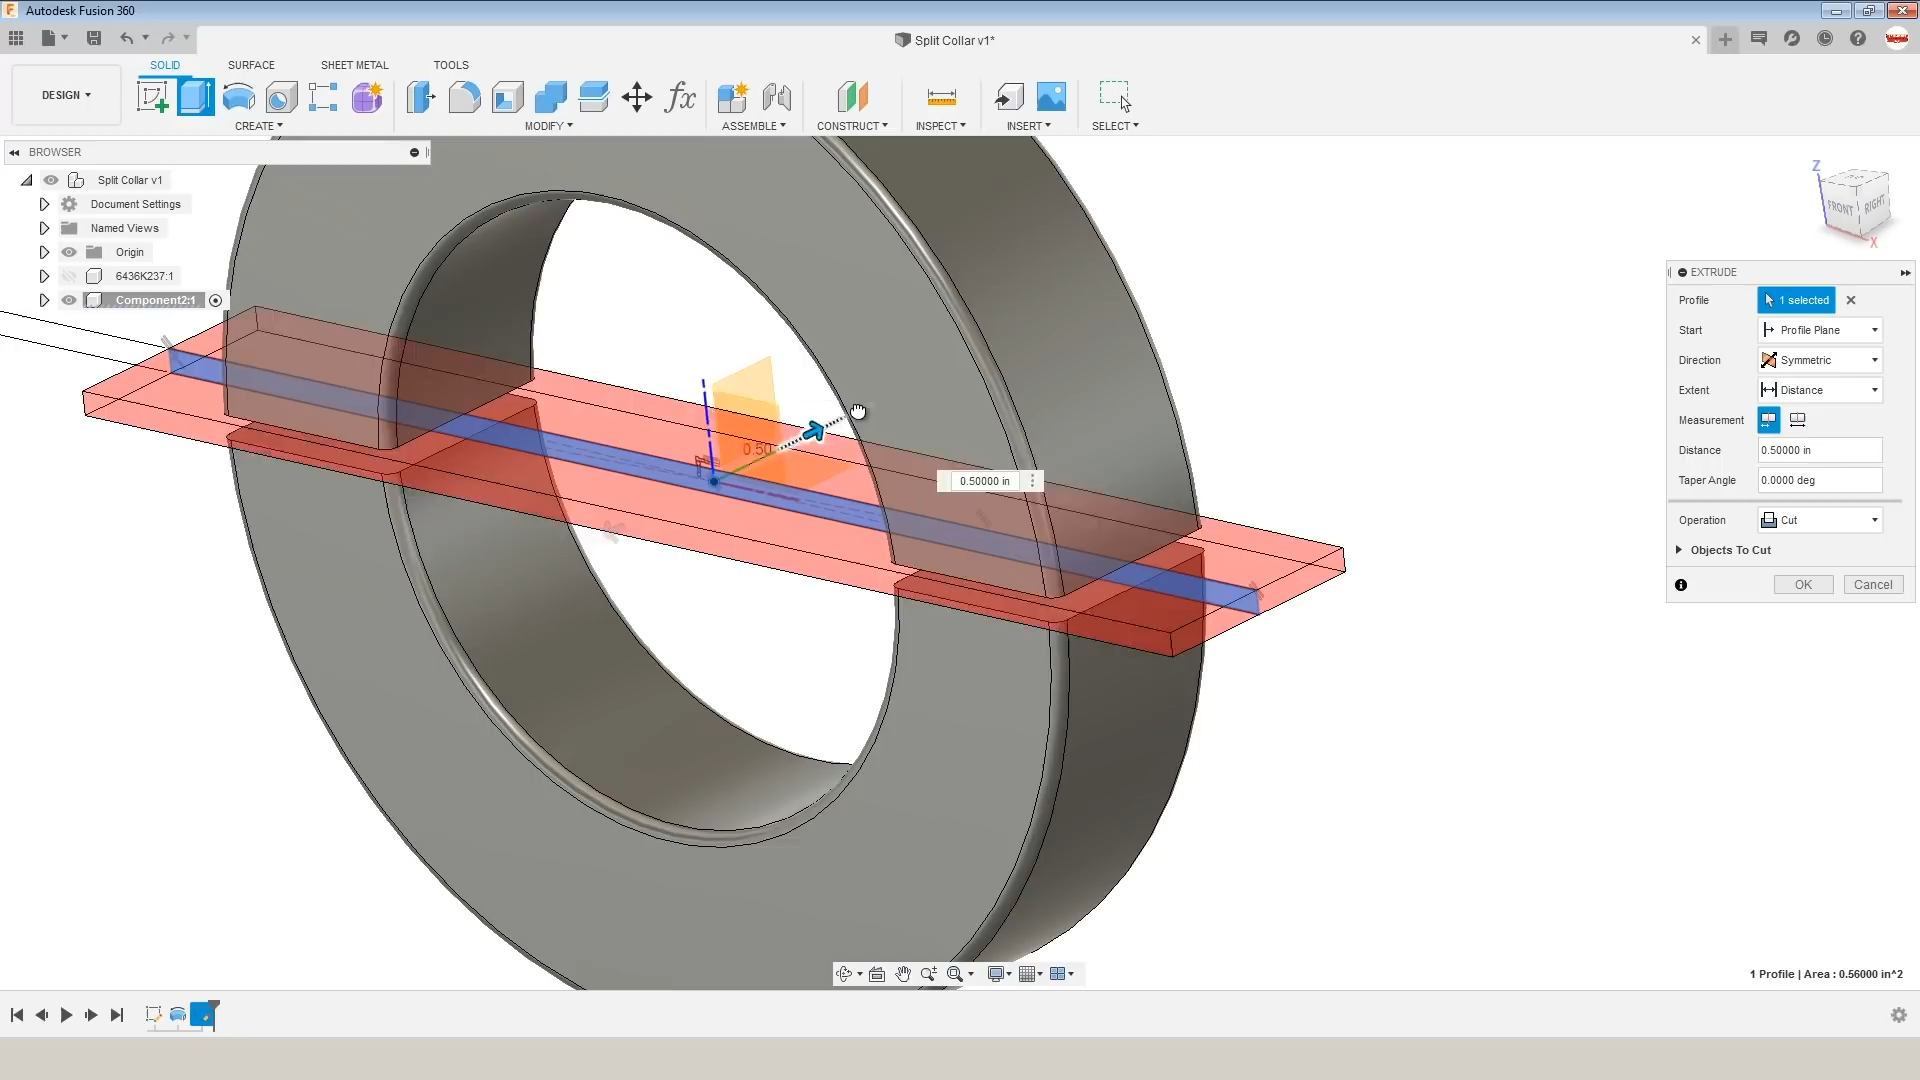 Autodesk Fusion 360
Split Collar v1*
DESIGN
SOLID
SURFACE
SHEET METAL
TOOLS
CREATE
MODIFY
ASSEMBLE
CONSTRUCT
INSPECT
INSERT
SELECT
BROWSER
Split Collar v1
Document Settings
Named Views
Origin
6436K237:1
Component2:1
Z
FRONT
RIGHT
X
0.50
0.50000 in
EXTRUDE
Profile
1 selected
Start
Profile Plane
Direction
Symmetric
Extent
Distance
Measurement
Distance
0.50000 in
Taper Angle
0.0000 deg
Operation
Cut
Objects To Cut
OK
Cancel
1 Profile | Area : 0.56000 in^2